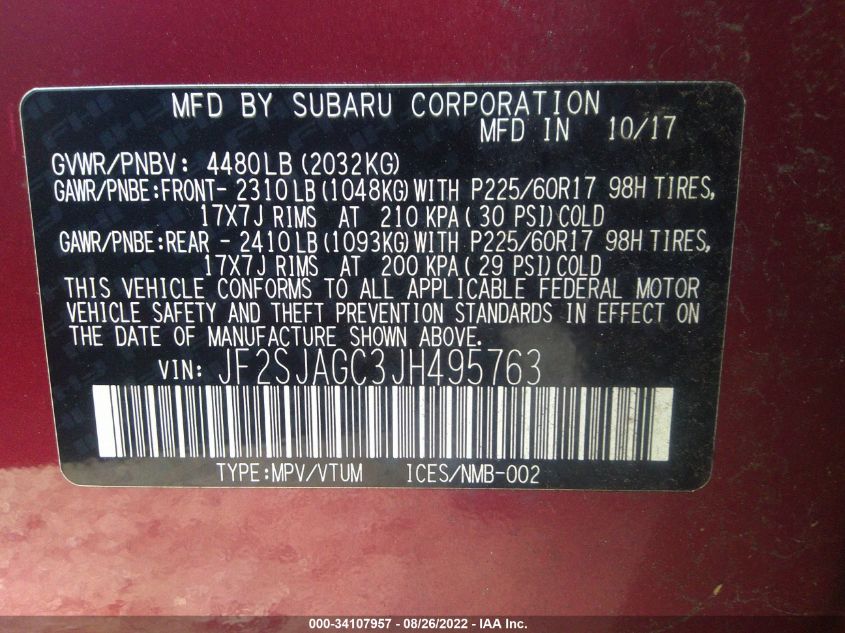 MFD BY SUBARU CORPORATION
MFD IN 10/17
GVWR/PNBV: 4480LB(2032KG)
GAWR/PNBE:FRONT- 2310LB(1048KG)WITH P225/60R17 98H TIRES,
17X7J RIMS AT 210KPA(30 PSI)COLD
GAWR/PNBE:REAR - 2410LB(1093KG)WITH P225/60R17 98H TIRES,
17X7J RIMS AT 200KPA(29 PSI)COLD
THIS VEHICLE CONFORMS TO ALL APPLICABLE FEDERAL MOTOR
VEHICLE SAFETY AND THEFT PREVENTION STANDARDS IN EFFECT ON
THE DATE OF MANUFACTURE SHOWN ABOVE.
VIN: JF2SJAGC3JH495763
TYPE:MPV/VTUM ICES/NMB-002
000-34107957 - 08/26/2022 - IAA Inc.